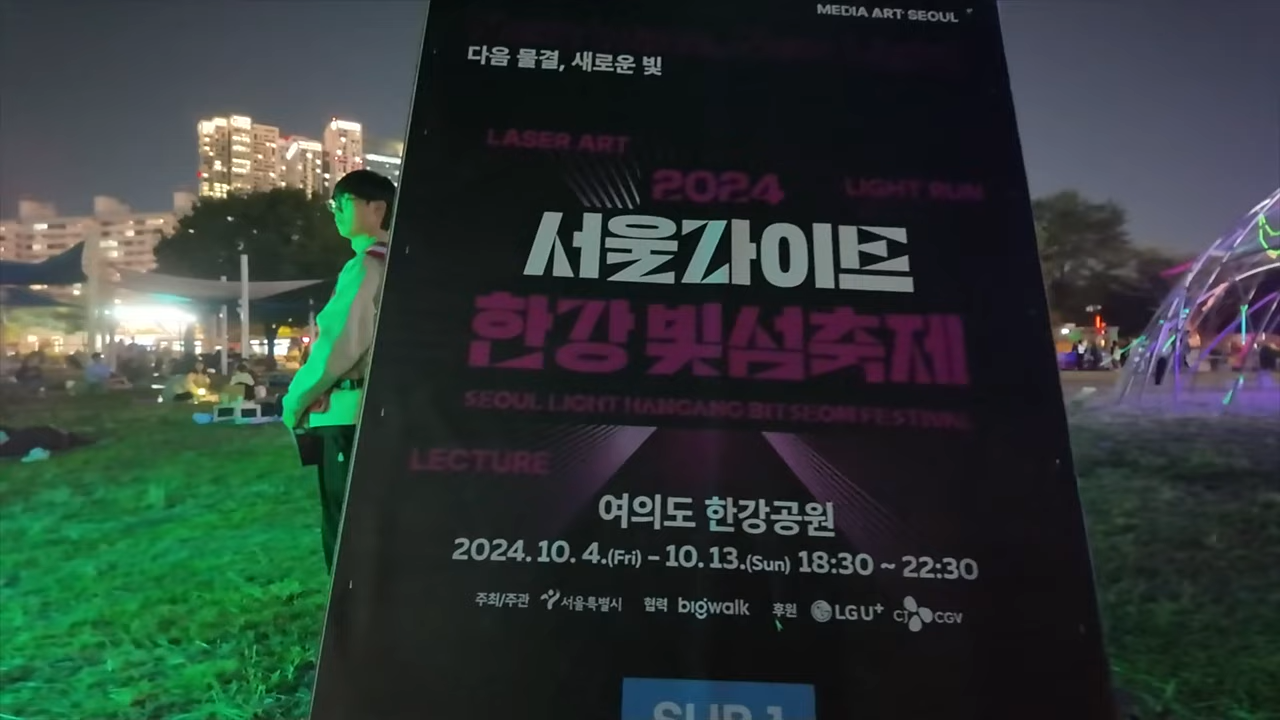 MEDIA ART SEOUL
다음 물결, 새로운 빛
LASER ART
2024
LIGHT RUN
서울라이트
한강 빛섬축제
SEOUL LIGHT HANGANG BITSEOM FESTIVAL
LECTURE
여의도 한강공원
2024. 10. 4.(Fri) – 10. 13.(Sun) 18:30 ~ 22:30
주최/주관 서울특별시 협력 bigwalk 후원 LG U+ CJ CGV